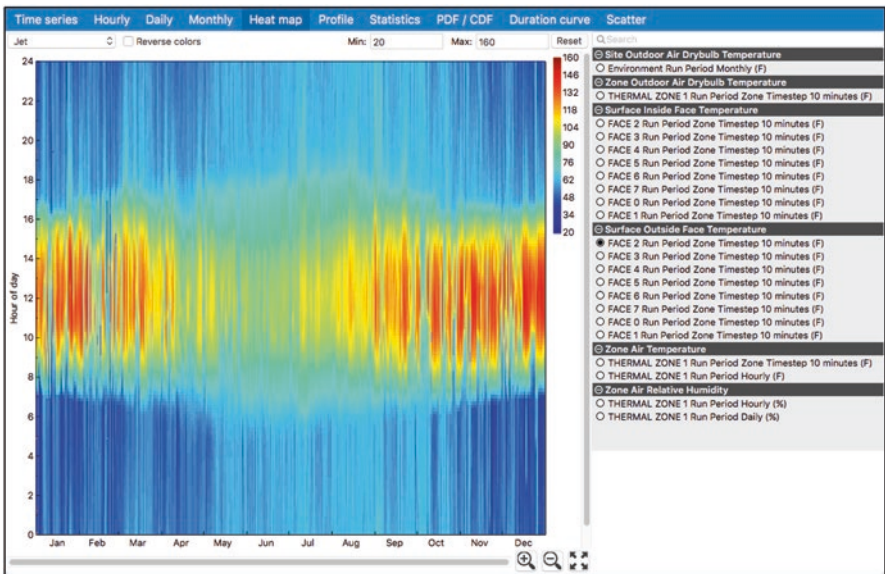 Time series Hourly Daily Monthly Heat map Profile Statistics PDF / CDF Duration curve Scatter
Jet Reverse colors Min: 20 Max: 160 Reset
24
22
20
18
16
14
12
10
8
6
4
2
0
Hour of day
Jan Feb Mar Apr May Jun Jul Aug Sep Oct Nov Dec
160
146
132
118
104
90
76
62
48
34
20
Search
Site Outdoor Air Drybulb Temperature
Environment Run Period Monthly (F)
Zone Outdoor Air Drybulb Temperature
THERMAL ZONE 1 Run Period Zone Timestep 10 minutes (F)
Surface Inside Face Temperature
FACE 2 Run Period Zone Timestep 10 minutes (F)
FACE 3 Run Period Zone Timestep 10 minutes (F)
FACE 4 Run Period Zone Timestep 10 minutes (F)
FACE 5 Run Period Zone Timestep 10 minutes (F)
FACE 6 Run Period Zone Timestep 10 minutes (F)
FACE 7 Run Period Zone Timestep 10 minutes (F)
FACE 0 Run Period Zone Timestep 10 minutes (F)
FACE 1 Run Period Zone Timestep 10 minutes (F)
Surface Outside Face Temperature
FACE 2 Run Period Zone Timestep 10 minutes (F)
FACE 3 Run Period Zone Timestep 10 minutes (F)
FACE 4 Run Period Zone Timestep 10 minutes (F)
FACE 5 Run Period Zone Timestep 10 minutes (F)
FACE 6 Run Period Zone Timestep 10 minutes (F)
FACE 7 Run Period Zone Timestep 10 minutes (F)
FACE 0 Run Period Zone Timestep 10 minutes (F)
FACE 1 Run Period Zone Timestep 10 minutes (F)
Zone Air Temperature
THERMAL ZONE 1 Run Period Zone Timestep 10 minutes (F)
THERMAL ZONE 1 Run Period Hourly (F)
Zone Air Relative Humidity
THERMAL ZONE 1 Run Period Hourly (%)
THERMAL ZONE 1 Run Period Daily (%)